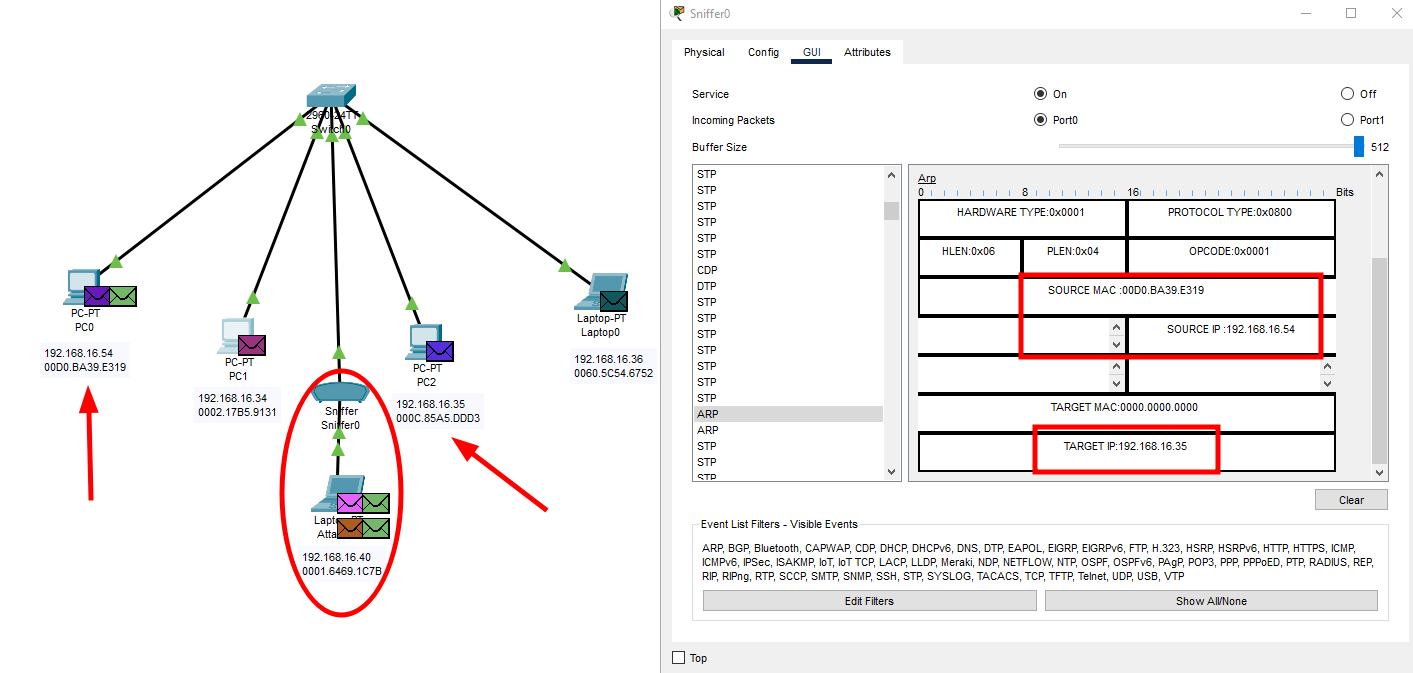 2960-24TT
Switch0
PC-PT
PC0
192.168.16.54
00D0.BA39.E319
PC-PT
PC1
192.168.16.34
0002.17B5.9131
Sniffer
Sniffer0
PC-PT
PC2
192.168.16.35
000C.85A5.DDD3
Laptop-PT
Laptop0
192.168.16.36
0060.5C54.6752
192.168.16.40
0001.6469.1C7B
Sniffer0
Physical Config GUI Attributes
Service On Off
Incoming Packets Port0 Port1
Buffer Size 512
STP
STP
STP
STP
STP
STP
CDP
DTP
STP
STP
STP
STP
STP
STP
STP
ARP
ARP
STP
STP
STP
Arp
0 8 16 Bits
HARDWARE TYPE:0x0001 PROTOCOL TYPE:0x0800
HLEN:0x06 PLEN:0x04 OPCODE:0x0001
SOURCE MAC :00D0.BA39.E319
SOURCE IP :192.168.16.54
TARGET MAC:0000.0000.0000
TARGET IP:192.168.16.35
Clear
Event List Filters - Visible Events
ARP, BGP, Bluetooth, CAPWAP, CDP, DHCP, DHCPv6, DNS, DTP, EAPOL, EIGRP, EIGRPv6, FTP, H.323, HSRP, HSRPv6, HTTP, HTTPS, ICMP,
ICMPv6, IPSec, ISAKMP, IoT, IoT TCP, LACP, LLDP, Meraki, NDP, NETFLOW, NTP, OSPF, OSPFv6, PAgP, POP3, PPP, PPPoED, PTP, RADIUS, REP,
RIP, RIPng, RTP, SCCP, SMTP, SNMP, SSH, STP, SYSLOG, TACACS, TCP, TFTP, Telnet, UDP, USB, VTP
Edit Filters Show All/None
Top